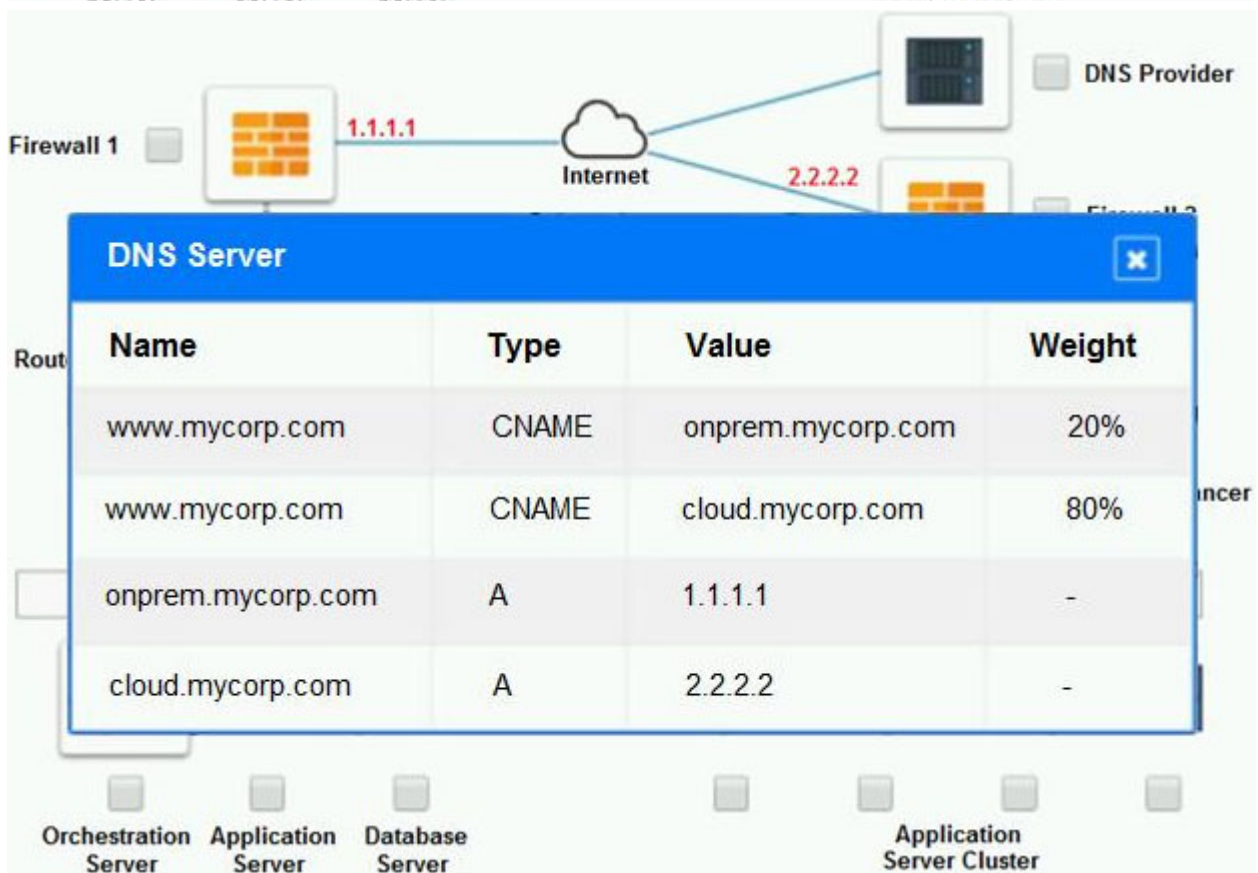 DNS Provider
Firewall 1
1.1.1.1
Internet
2.2.2.2
DNS Server
Name Type Value Weight
www.mycorp.com CNAME onprem.mycorp.com 20%
www.mycorp.com CNAME cloud.mycorp.com 80%
onprem.mycorp.com A 1.1.1.1 -
cloud.mycorp.com A 2.2.2.2 -
Orchestration Application Database
Server Server Server
Application
Server Cluster